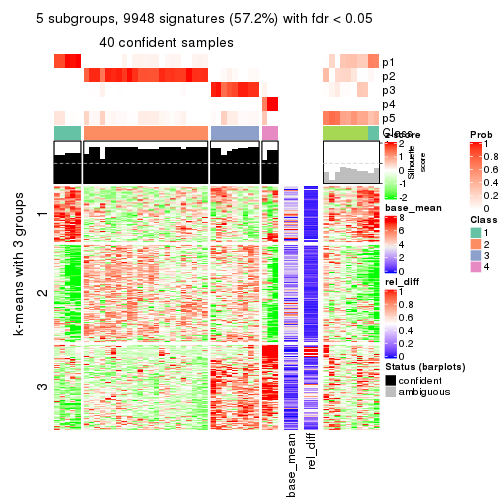 5 subgroups, 9948 signatures (57.2%) with fdr < 0.05
40 confident samples
p1
p2
p3
p4
p5
Class
k-means with 3 groups
1
2
3
base_mean
rel_diff
z-score
2
1
0
-1
-2
Silhouette
score
base_mean
8
6
4
2
0
rel_diff
1
0.8
0.6
0.4
0.2
0
Status (barplots)
confident
ambiguous
Prob
1
0.8
0.6
0.4
0.2
0
Class
1
2
3
4